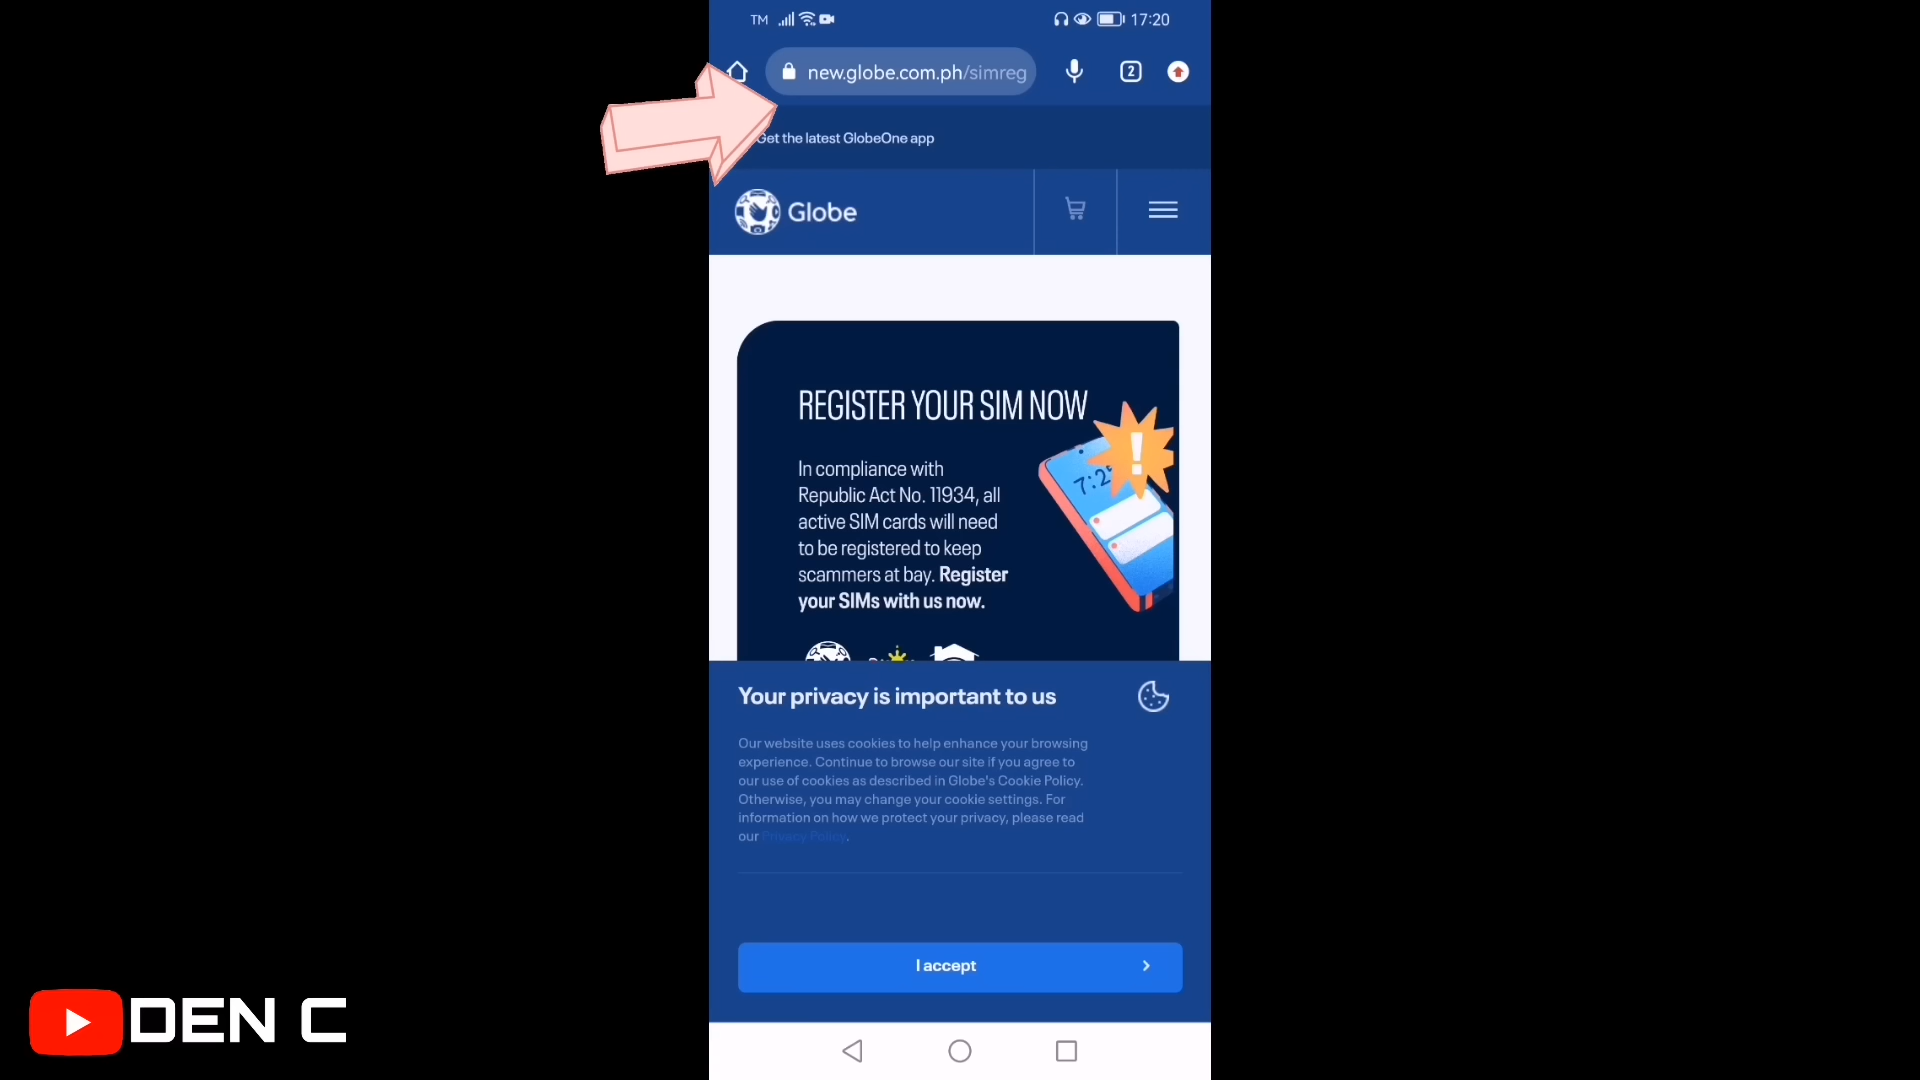 TM 17:20
new.globe.com.ph/simreg 2
Get the latest GlobeOne app
Globe
REGISTER YOUR SIM NOW
In compliance with
Republic Act No. 11934, all
active SIM cards will need
to be registered to keep
scammers at bay. Register
your SIMs with us now.
Your privacy is important to us
Our website uses cookies to help enhance your browsing
experience. Continue to browse our site if you agree to
our use of cookies as described in Globe's Cookie Policy.
Otherwise, you may change your cookie settings. For
information on how we protect your privacy, please read
our Privacy Policy.
I accept
DEN C